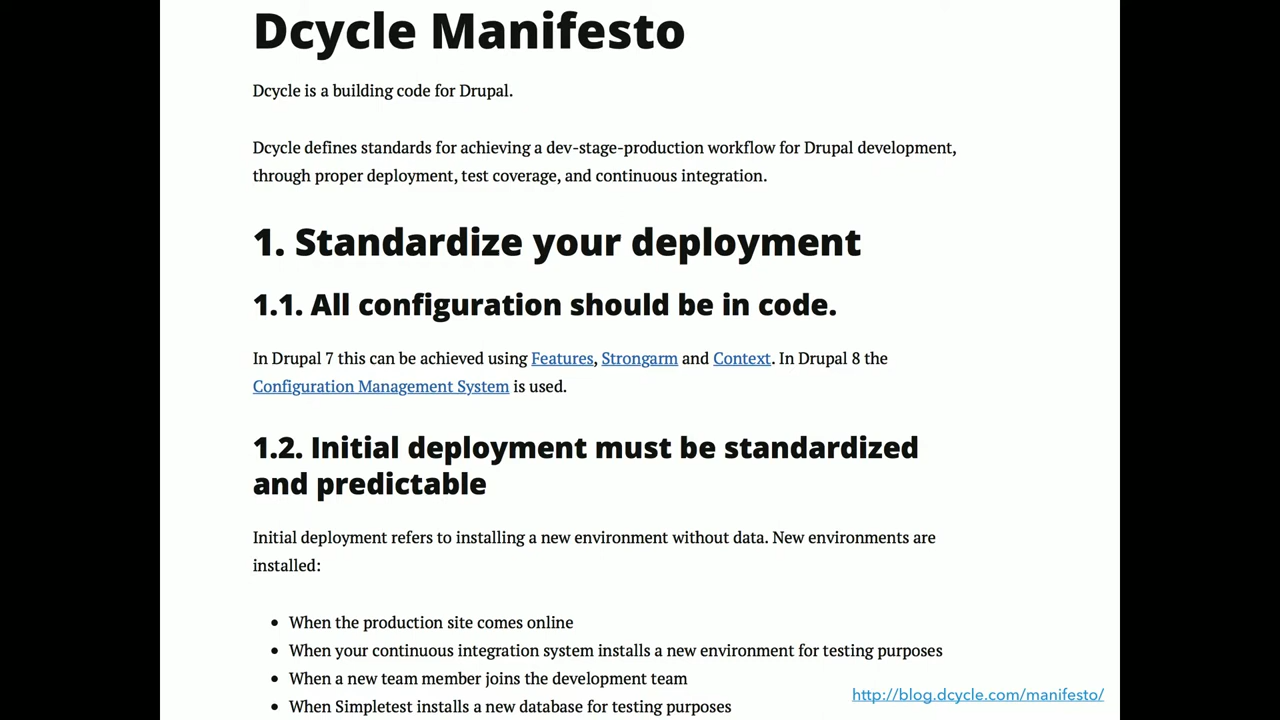 Dcycle Manifesto
Dcycle is a building code for Drupal.
Dcycle defines standards for achieving a dev-stage-production workflow for Drupal development,
through proper deployment, test coverage, and continuous integration.
1. Standardize your deployment
1.1. All configuration should be in code.
In Drupal 7 this can be achieved using Features, Strongarm and Context. In Drupal 8 the
Configuration Management System is used.
1.2. Initial deployment must be standardized
and predictable
Initial deployment refers to installing a new environment without data. New environments are
installed:
• When the production site comes online
• When your continuous integration system installs a new environment for testing purposes
• When a new team member joins the development team
• When Simpletest installs a new database for testing purposes
http://blog.dcycle.com/manifesto/